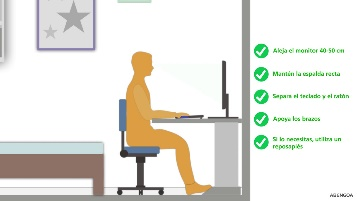 Aleja el monitor 40-50 cm
Mantén la espalda recta
Separa el teclado y el ratón
Apoya los brazos
Si lo necesitas, utiliza un
reposapiés
ABENGOA